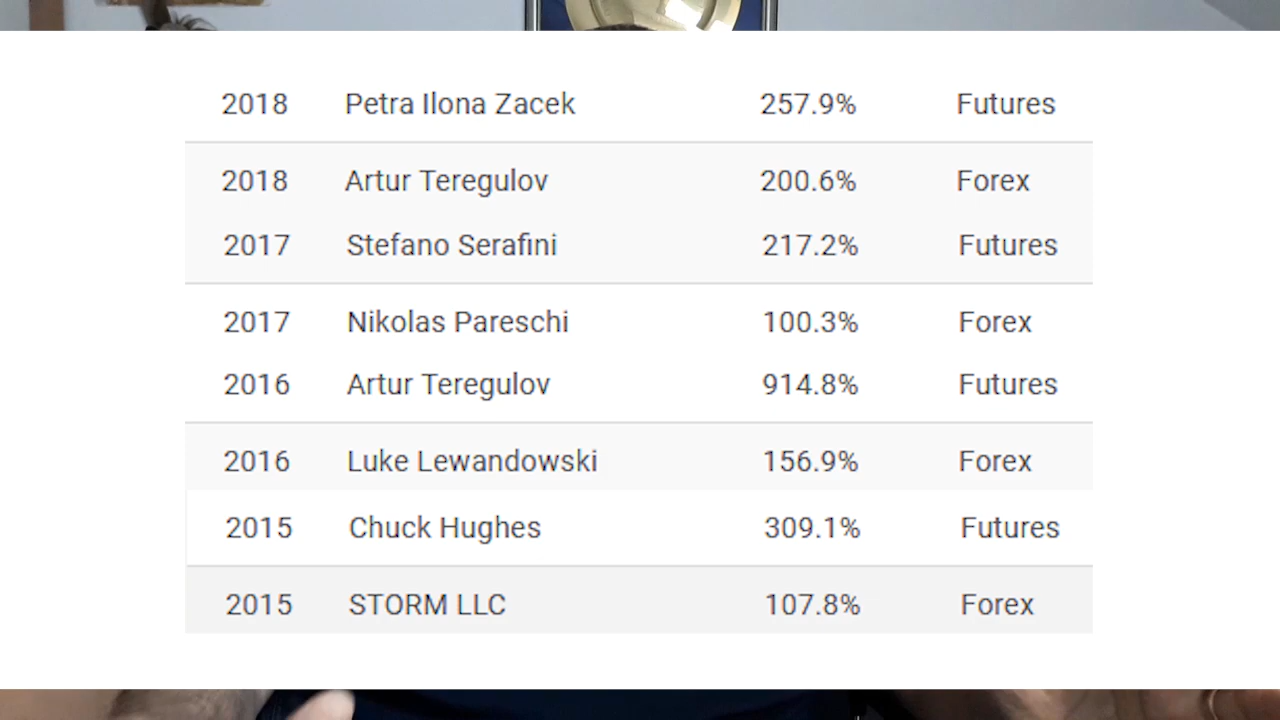 2018 Petra Ilona Zacek 257.9% Futures
2018 Artur Teregulov 200.6% Forex
2017 Stefano Serafini 217.2% Futures
2017 Nikolas Pareschi 100.3% Forex
2016 Artur Teregulov 914.8% Futures
2016 Luke Lewandowski 156.9% Forex
2015 Chuck Hughes 309.1% Futures
2015 STORM LLC 107.8% Forex